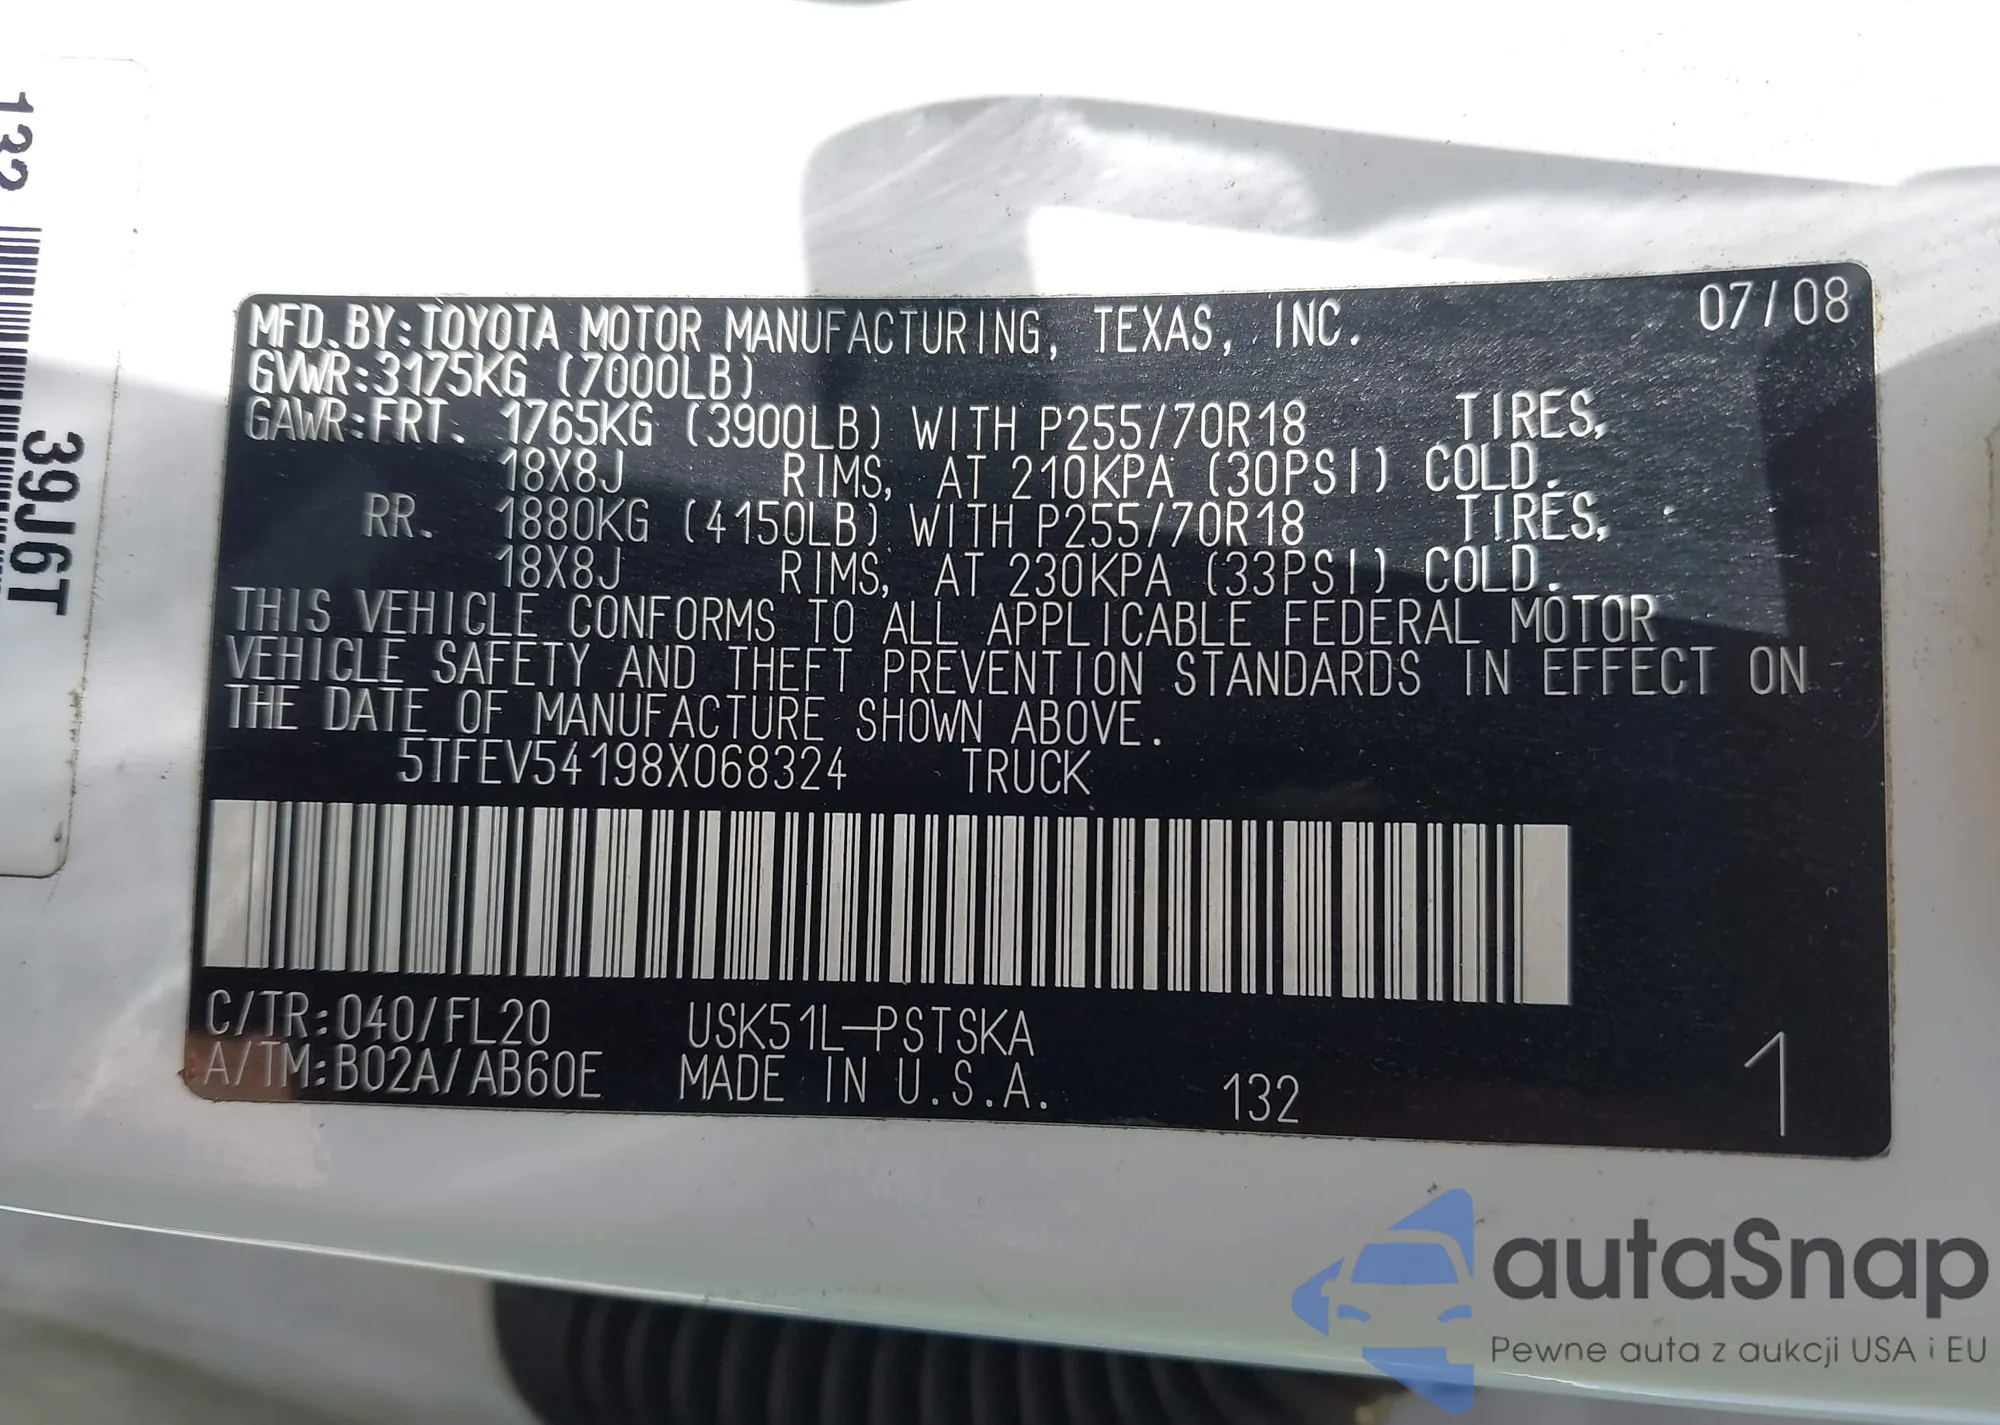 132
39J6T
MFD.BY:TOYOTA MOTOR MANUFACTURING, TEXAS, INC. 07/08
GVWR:3175KG (7000LB)
GAWR:FRT. 1765KG (3900LB) WITH P255/70R18 TIRES,
18X8J RIMS, AT 210KPA (30PSI) COLD.
RR. 1880KG (4150LB) WITH P255/70R18 TIRES,
18X8J RIMS, AT 230KPA (33PSI) COLD.
THIS VEHICLE CONFORMS TO ALL APPLICABLE FEDERAL MOTOR
VEHICLE SAFETY AND THEFT PREVENTION STANDARDS IN EFFECT ON
THE DATE OF MANUFACTURE SHOWN ABOVE.
5TFEV54198X068324 TRUCK
C/TR:040/FL20 USK51L-PSTSKA
A/TM:B02A/AB60E MADE IN U.S.A. 132 1
autaSnap
Pewne auta z aukcji USA i EU